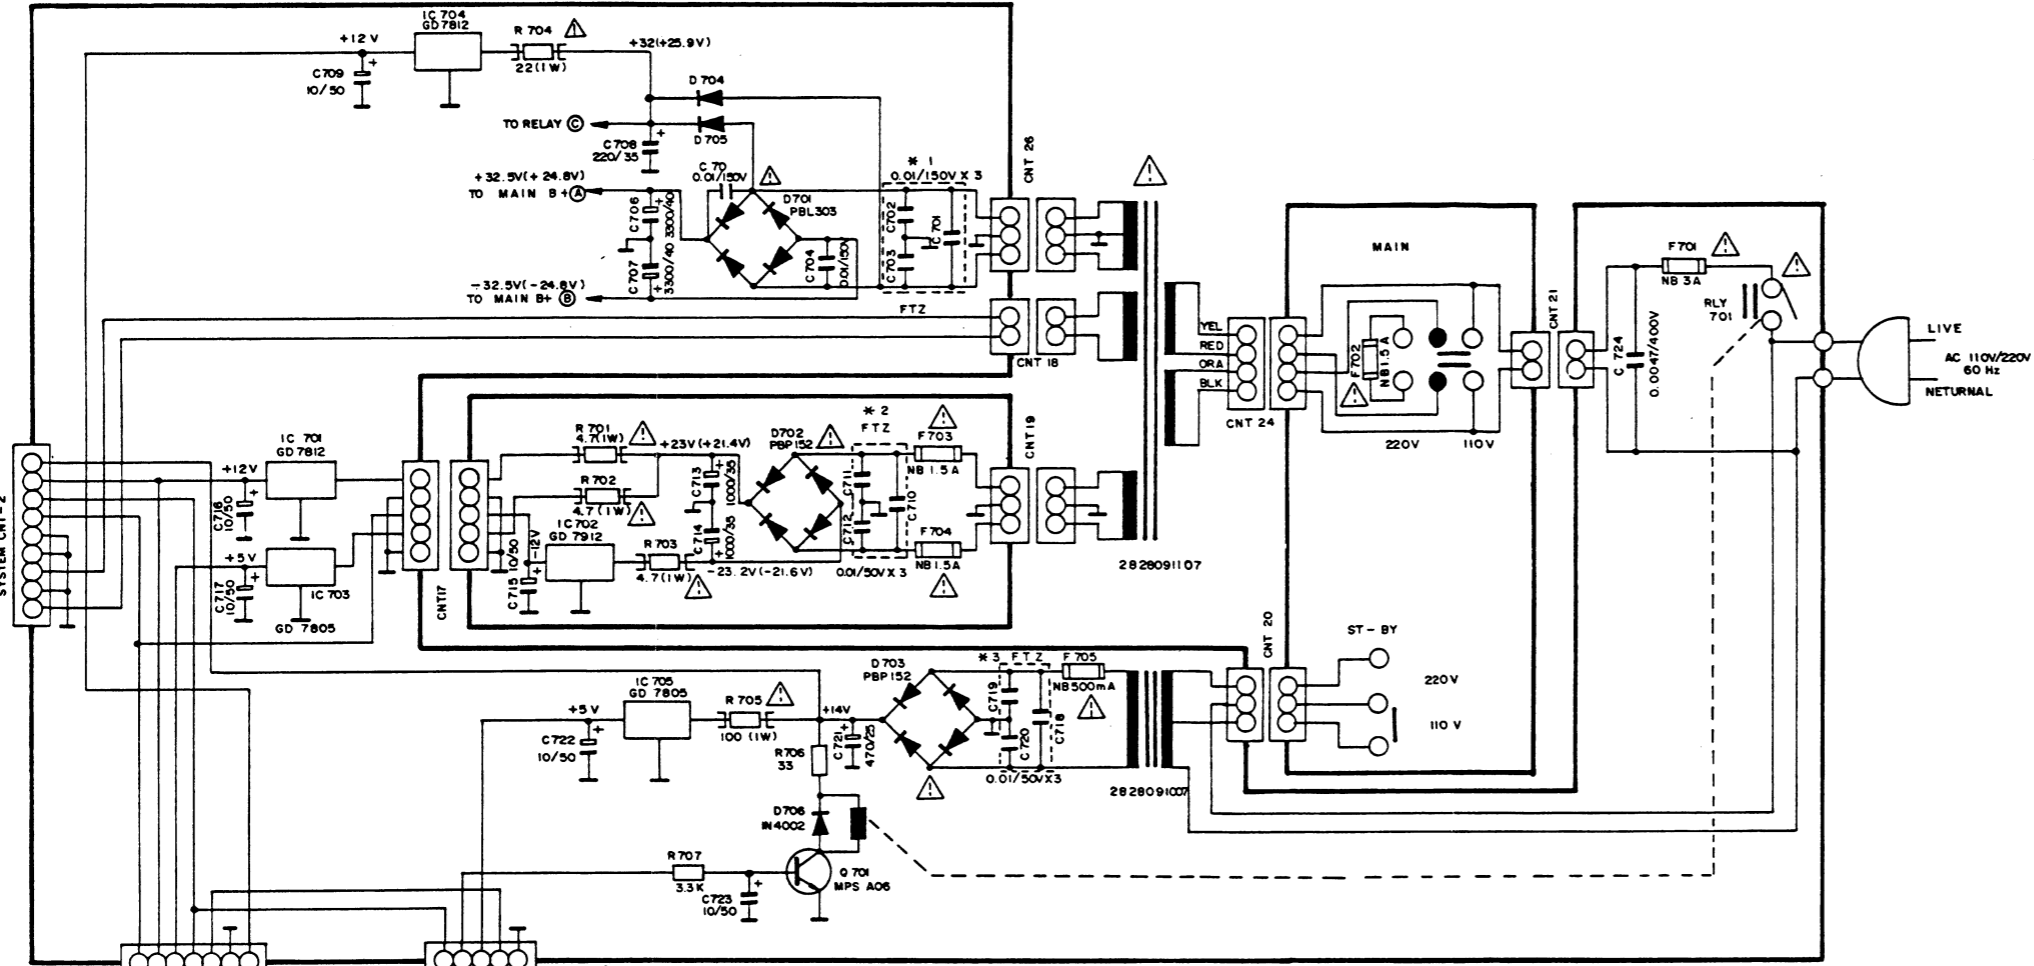 IC 704
GD 7812
R 704
22(1W)
+12 V
+
C709
10/50
+32(+25.9V)
D704
TO RELAY C
D705
+
C708
220/35
+32.5V(+24.8V)
TO MAIN B+ A
C 70
0.01/150V
D701
PBL303
+
C706
3300/40
C707
3300/40
+
C704
0.01/150V
-32.5V(-24.8V)
TO MAIN B+ B
* 1
0.01/150V X 3
C702
C701
C703
FTZ
CNT 26
CNT 18
2828091107
YEL
RED
ORA
BLK
CNT 24
MAIN
F702
NB1.5A
220V
110V
CNT 21
F701
NB 3A
RLY
701
C 724
0.0047/400V
LIVE
AC 110V/220V
60 Hz
NETURNAL
SYSTEM CNT-2
IC 701
GD 7812
+12V
+
C716
10/50
+5V
+
C717
10/50
IC703
GD 7805
CNT17
R 701
4.7(1W)
+23V(+21.4V)
R 702
4.7(1W)
IC702
GD 7912
-12V
10/50
C715
+
R 703
4.7(1W)
C713
+
1000/35
C714
1000/35
+
-23.2V(-21.6V)
D702
PBP152
* 2
FTZ
C711
C710
C712
0.01/50V X 3
F703
NB 1.5A
F704
NB1.5A
CNT19
IC705
GD 7805
+5 V
+
C722
10/50
R 705
100 (1W)
+14V
C721
+
470/25
R706
33
D703
PBP152
* 3 FTZ
C719
C718
C720
0.01/50VX3
F 705
NB500mA
2828091007
CNT 20
ST-BY
220V
110 V
D706
IN4002
R707
3.3K
+
C723
10/50
Q701
MPS A06